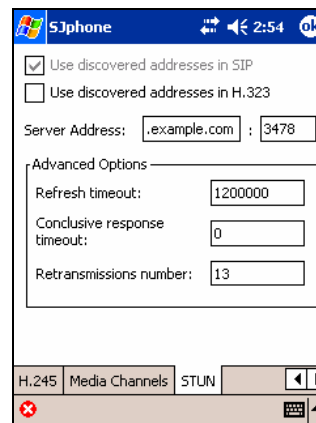 SJphone 2:54 ok
Use discovered addresses in SIP
Use discovered addresses in H.323
Server Address: .example.com : 3478
Advanced Options
Refresh timeout: 1200000
Conclusive response
timeout: 0
Retransmissions number: 13
H.245 Media Channels STUN